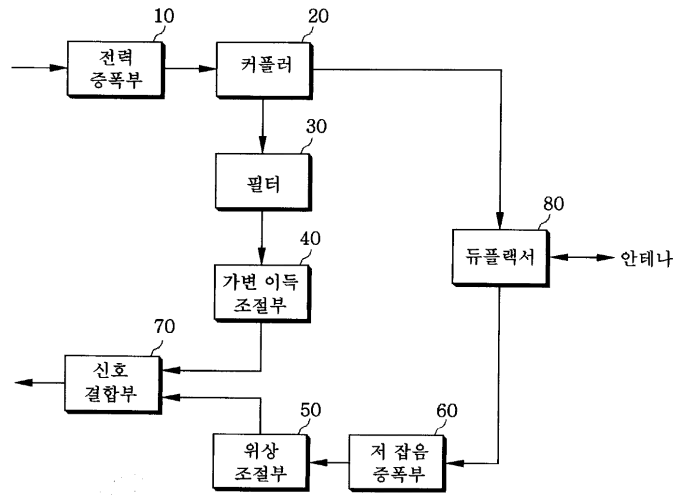 10
전력
증폭부
20
커플러
30
필터
40
가변 이득
조절부
80
듀플랙서
안테나
70
신호
결합부
50
위상
조절부
60
저 잡음
증폭부